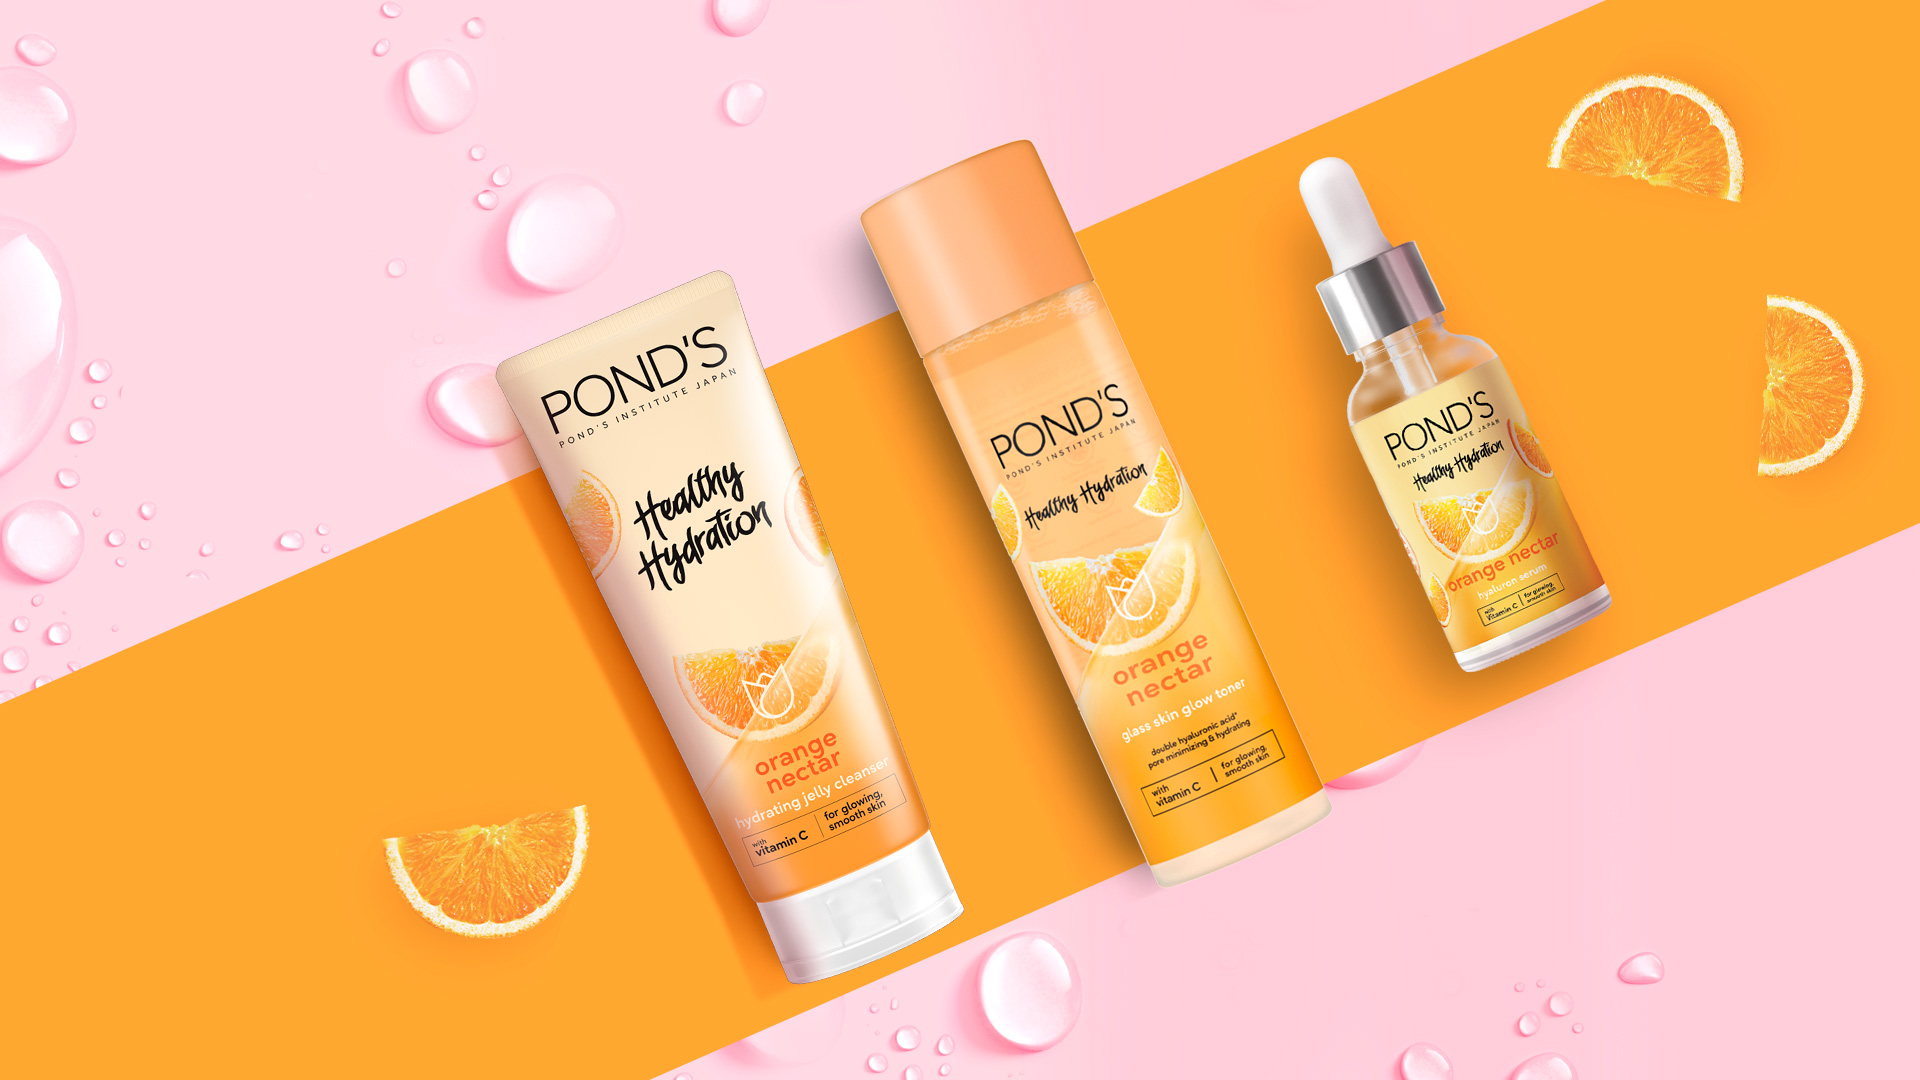 POND'S
POND'S INSTITUTE JAPAN
Healthy
Hydration
orange
nectar
hydrating jelly cleanser
with
vitamin C
for glowing,
smooth skin
POND'S
POND'S INSTITUTE JAPAN
Healthy Hydration
orange
nectar
glass skin glow toner
double hyaluronic acid*
pore minimizing & hydrating
with
vitamin C
for glowing,
smooth skin
POND'S
POND'S INSTITUTE JAPAN
Healthy Hydration
orange nectar
hyaluron serum
with
vitamin C
for glowing,
smooth skin